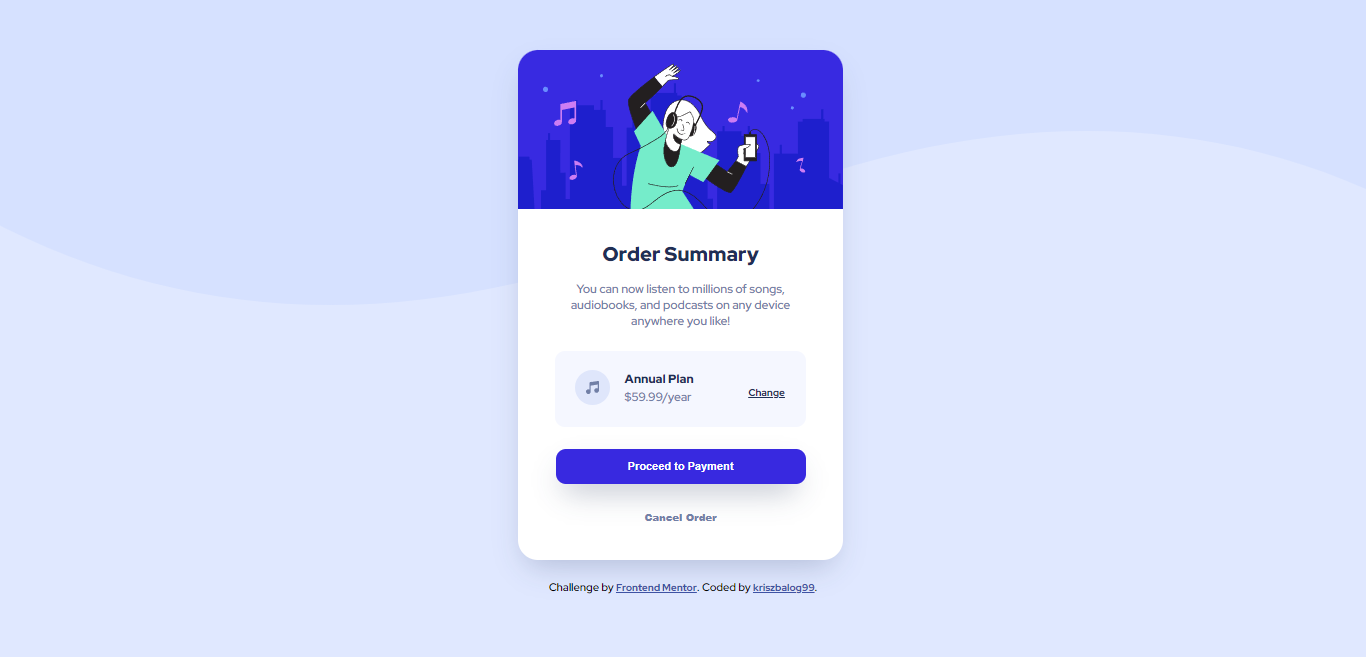 Order Summary
You can now listen to millions of songs,
audiobooks, and podcasts on any device
anywhere you like!
Annual Plan
$59.99/year
Change
Proceed to Payment
Cancel Order
Challenge by Frontend Mentor. Coded by kriszbalog99.